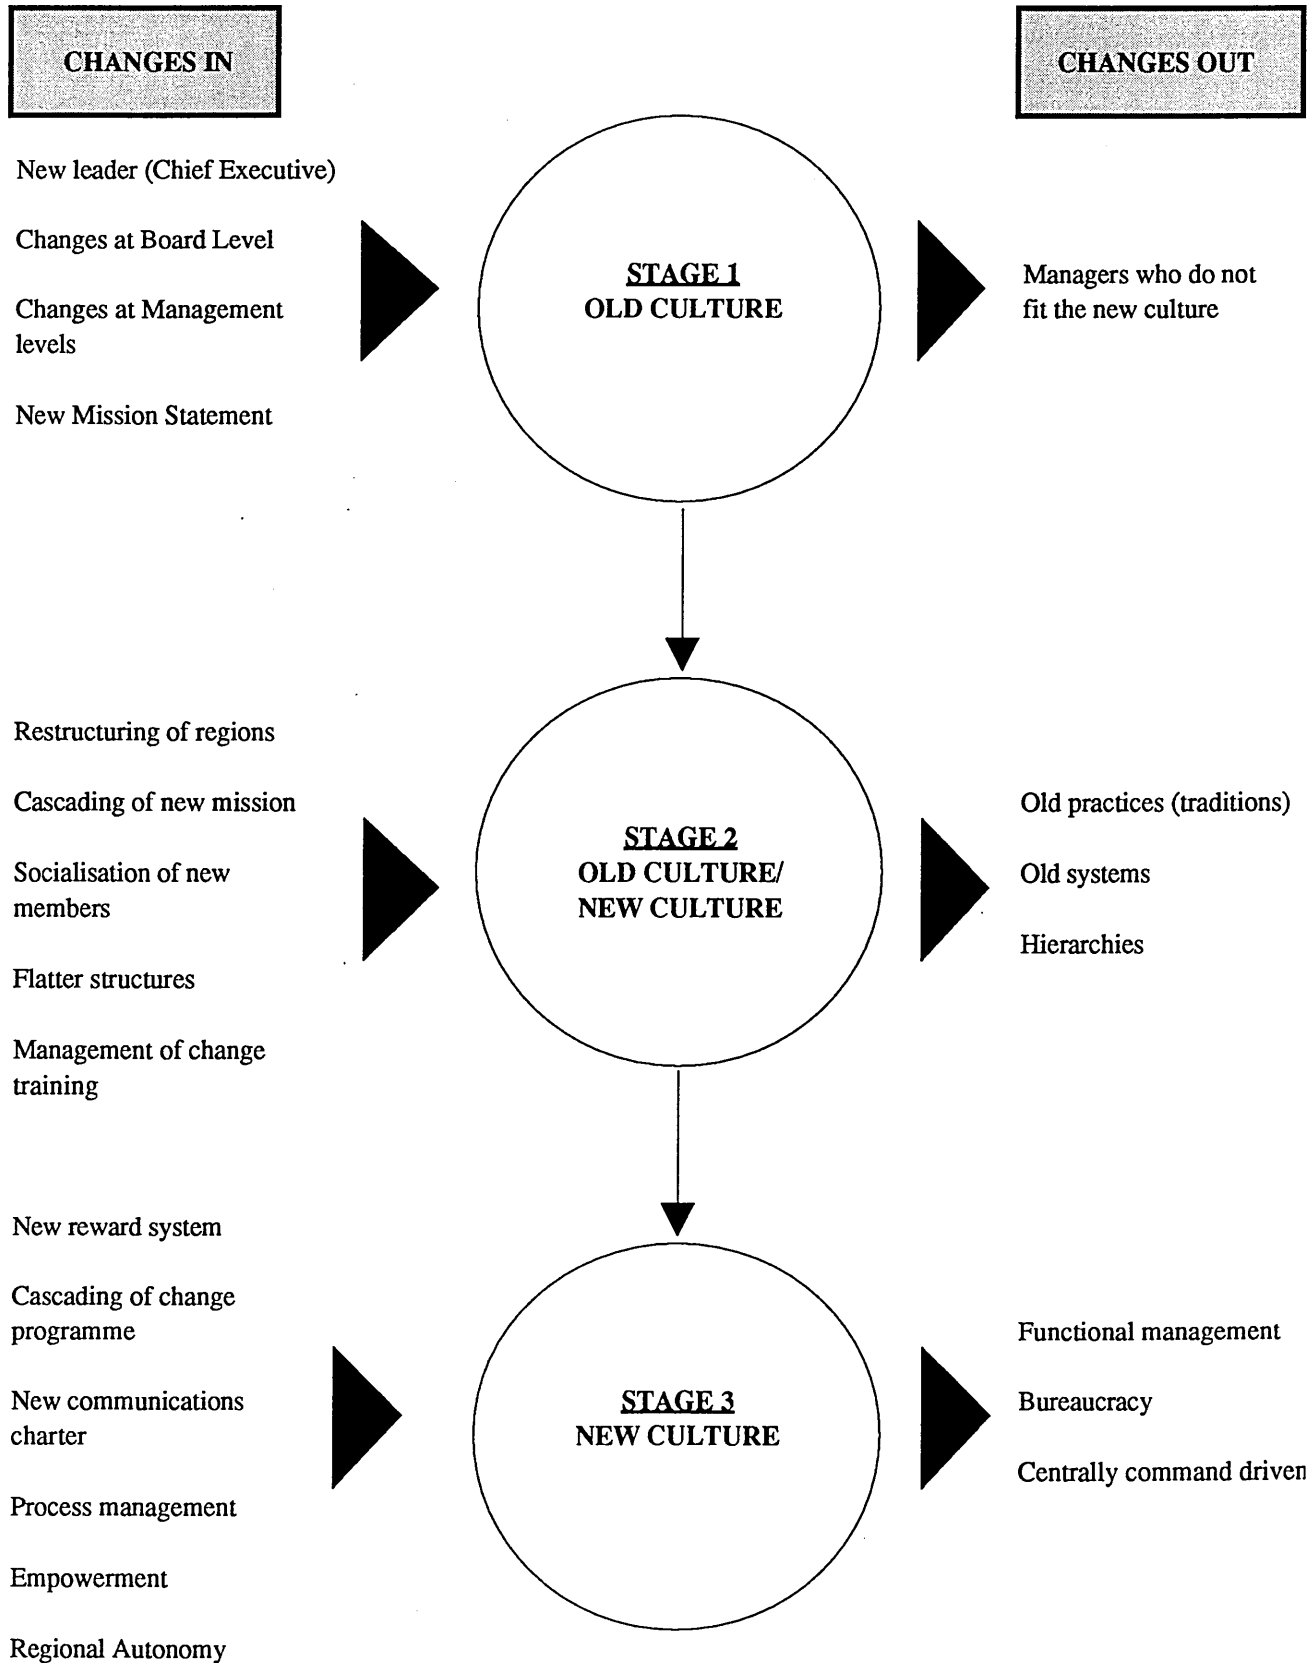 CHANGES IN
CHANGES OUT
New leader (Chief Executive)
Changes at Board Level
Changes at Management
levels
New Mission Statement
STAGE 1
OLD CULTURE
Managers who do not
fit the new culture
Restructuring of regions
Cascading of new mission
Socialisation of new
members
Flatter structures
Management of change
training
STAGE 2
OLD CULTURE/
NEW CULTURE
Old practices (traditions)
Old systems
Hierarchies
New reward system
Cascading of change
programme
New communications
charter
Process management
Empowerment
Regional Autonomy
STAGE 3
NEW CULTURE
Functional management
Bureaucracy
Centrally command driven